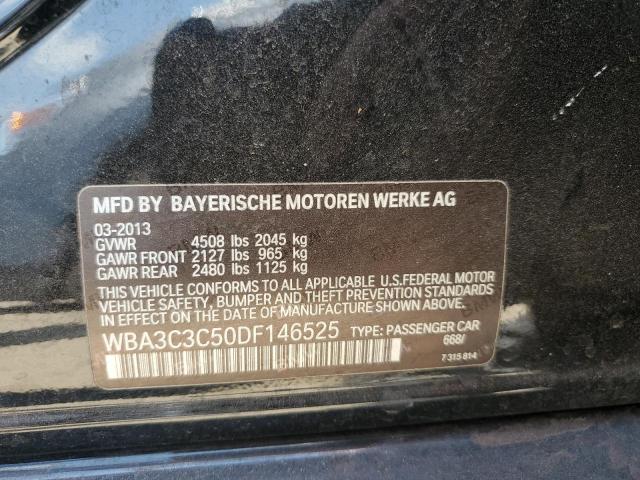 MFD BY BAYERISCHE MOTOREN WERKE AG
03-2013
GVWR 4508 lbs 2045 kg
GAWR FRONT 2127 lbs 965 kg
GAWR REAR 2480 lbs 1125 kg
THIS VEHICLE CONFORMS TO ALL APPLICABLE U.S.FEDERAL MOTOR
VEHICLE SAFETY, BUMPER AND THEFT PREVENTION STANDARDS
IN EFFECT ON THE DATE OF MANUFACTURE SHOWN ABOVE.
WBA3C3C50DF146525 TYPE: PASSENGER CAR
668/
7 315 814